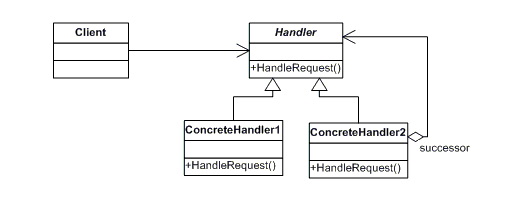 Client
Handler
+HandleRequest()
ConcreteHandler1
+HandleRequest()
ConcreteHandler2
+HandleRequest()
successor